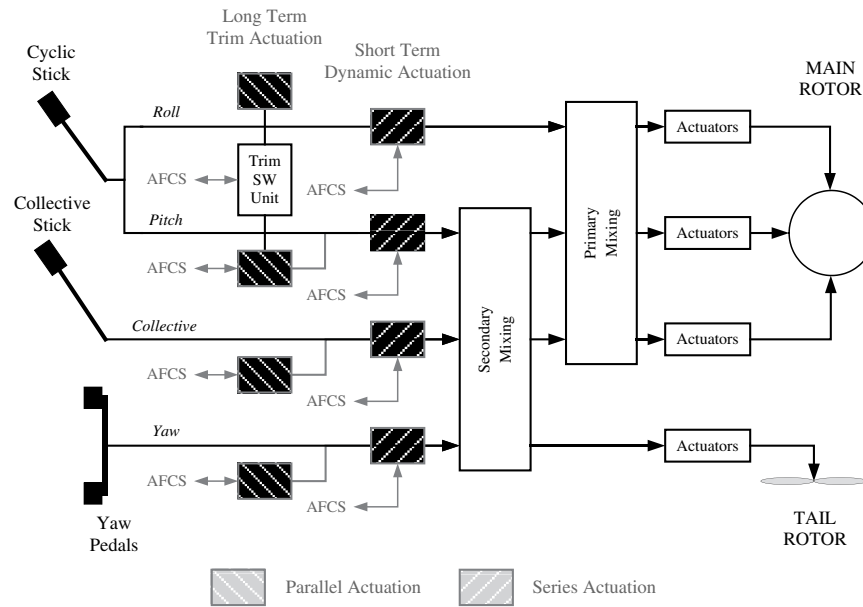 Long Term
Trim Actuation
Short Term
Dynamic Actuation
Cyclic
Stick
MAIN
ROTOR
Roll
Actuators
Trim
SW
Unit
AFCS
AFCS
Collective
Stick
Pitch
Actuators
AFCS
AFCS
Primary
Mixing
Collective
Secondary
Mixing
Actuators
AFCS
AFCS
Yaw
Actuators
AFCS
AFCS
Yaw
Pedals
TAIL
ROTOR
Parallel Actuation
Series Actuation